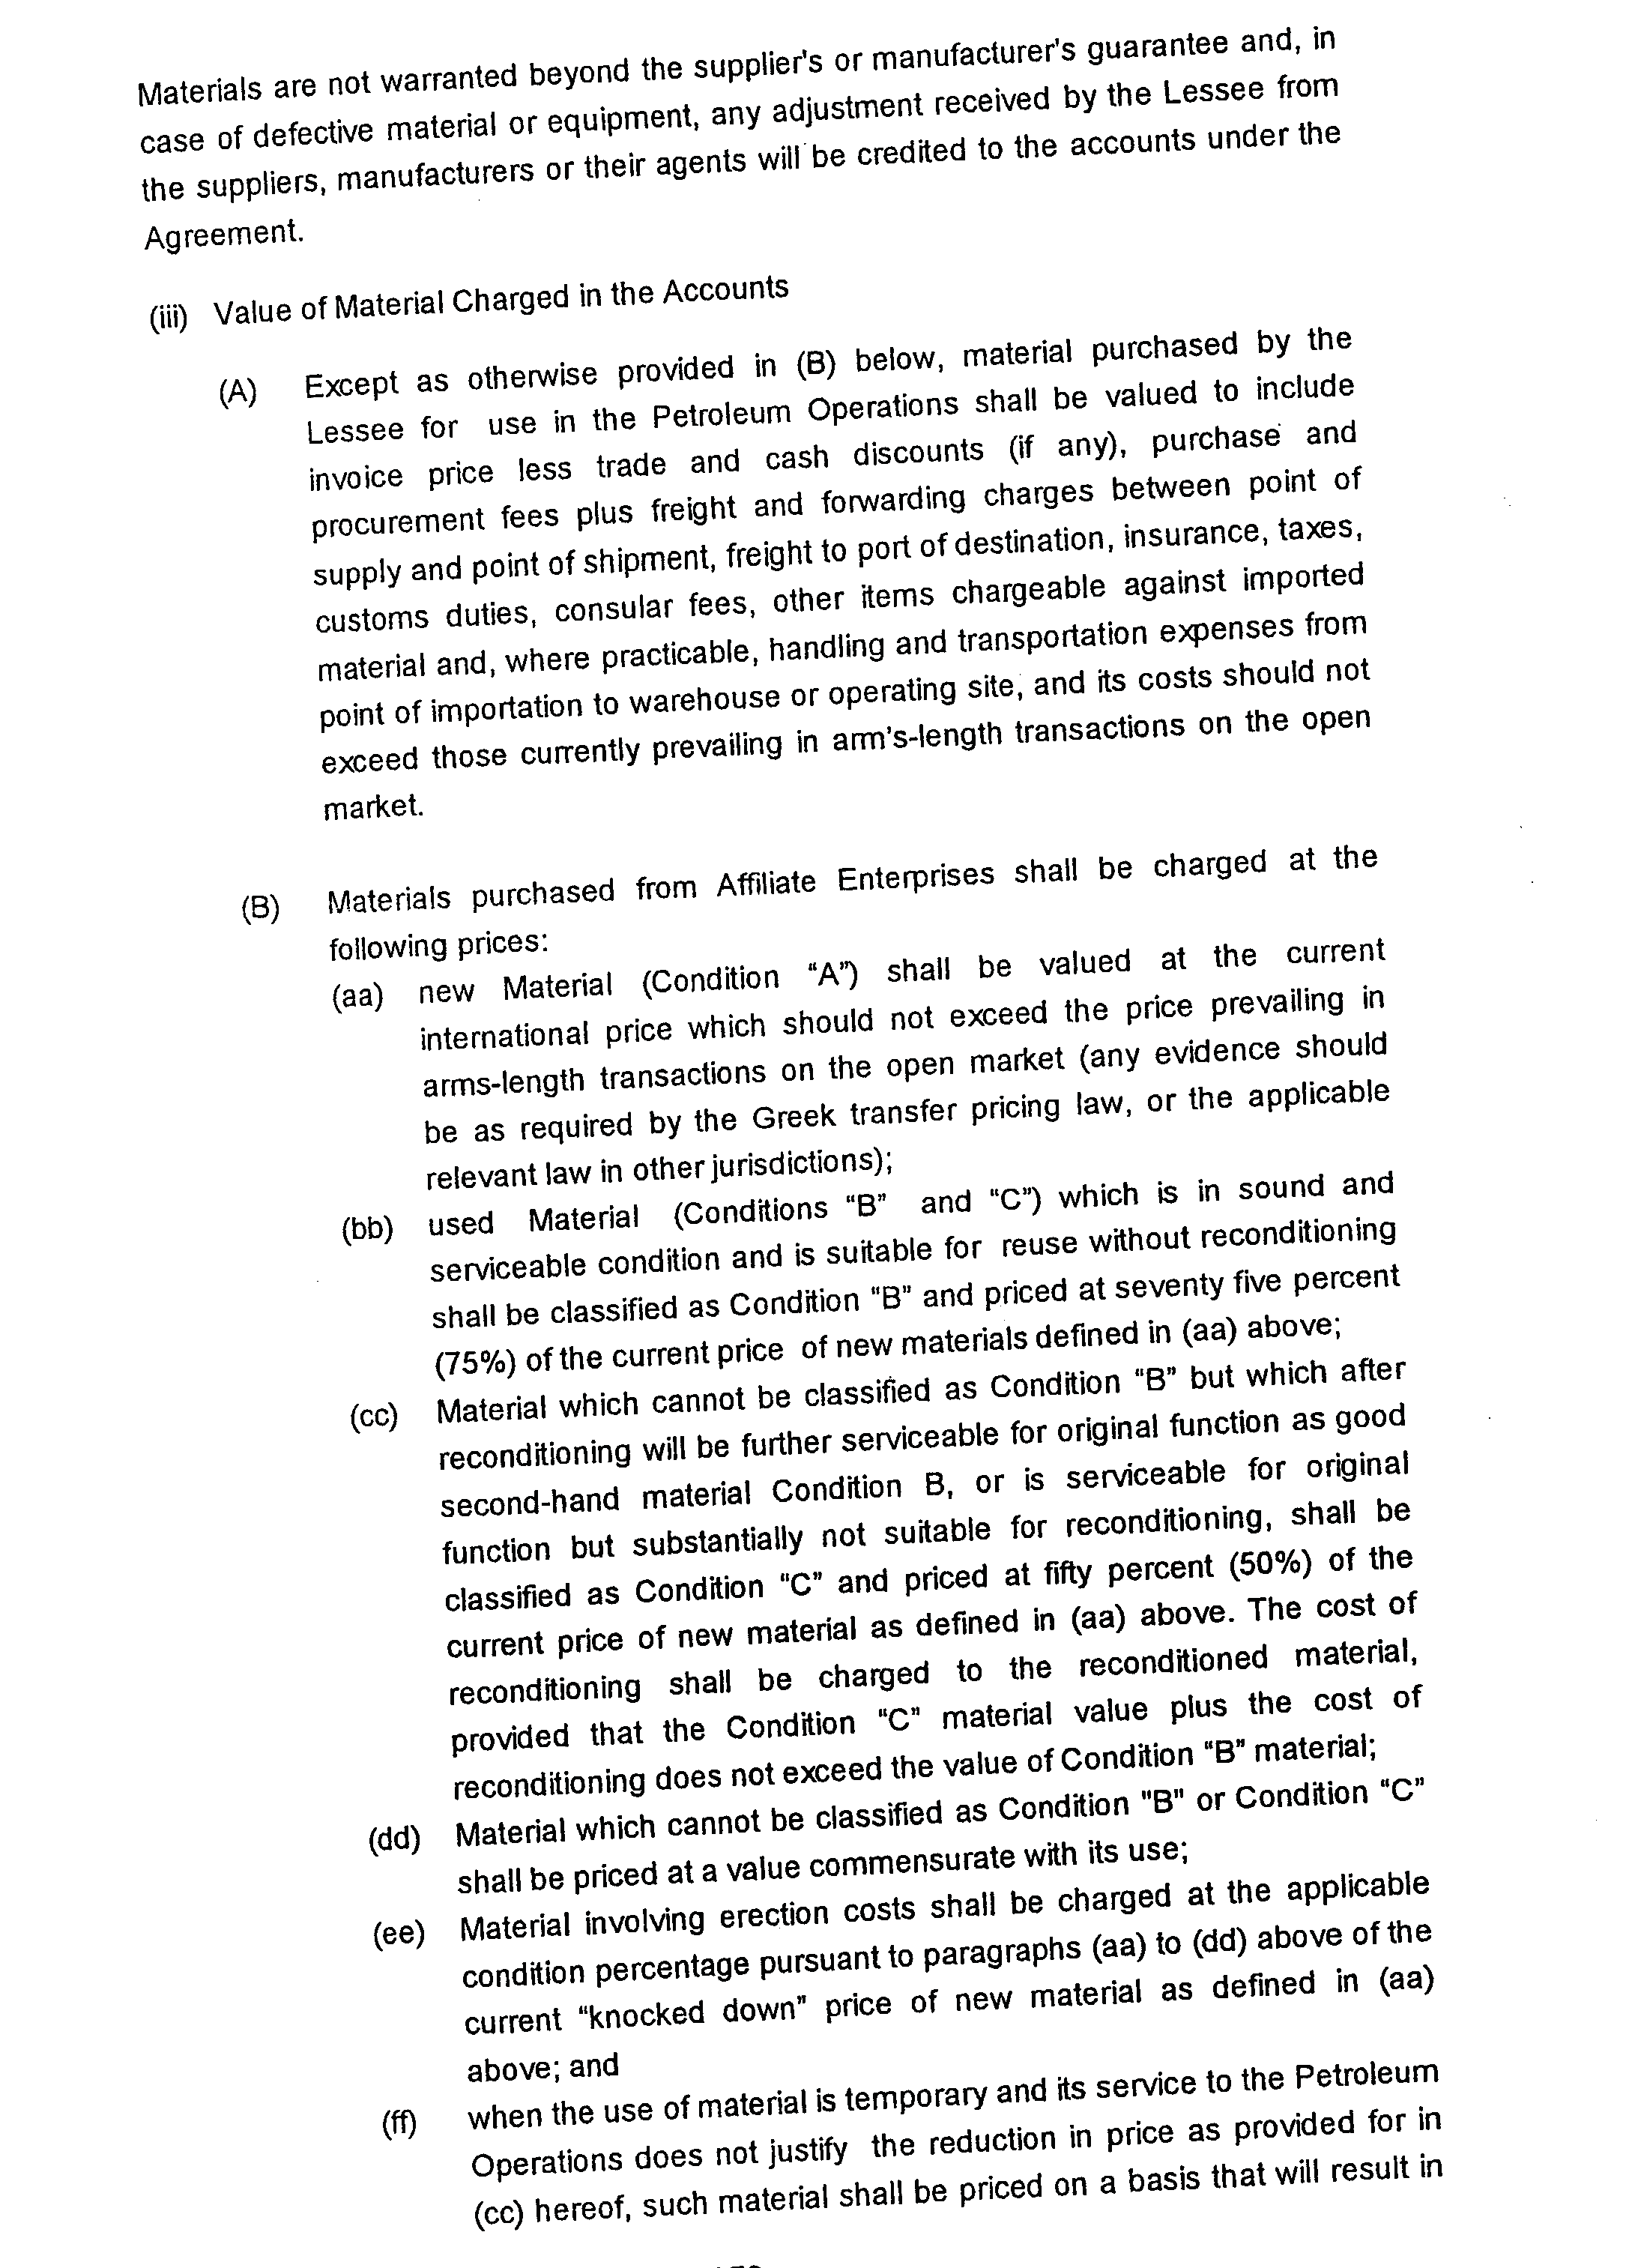 Materials are not warranted beyond the supplier's or manufacturer's guarantee and, in
case of defective material or equipment, any adjustment received by the Lessee from
the suppliers, manufacturers or their agents will be credited to the accounts under the
Agreement.
(iii) Value of Material Charged in the Accounts
(A) Except as otherwise provided in (B) below, material purchased by the
Lessee for use in the Petroleum Operations shall be valued to include
invoice price less trade and cash discounts (if any), purchase and
procurement fees plus freight and forwarding charges between point of
supply and point of shipment, freight to port of destination, insurance, taxes,
customs duties, consular fees, other items chargeable against imported
material and, where practicable, handling and transportation expenses from
point of importation to warehouse or operating site, and its costs should not
exceed those currently prevailing in arm's-length transactions on the open
market.
(B) Materials purchased from Affiliate Enterprises shall be charged at the
following prices:
(aa) new Material (Condition “A”) shall be valued at the current
international price which should not exceed the price prevailing in
arms-length transactions on the open market (any evidence should
be as required by the Greek transfer pricing law, or the applicable
relevant law in other jurisdictions);
(bb) used Material (Conditions “B” and “C”) which is in sound and
serviceable condition and is suitable for reuse without reconditioning
shall be classified as Condition "B" and priced at seventy five percent
(75%) of the current price of new materials defined in (aa) above;
(cc) Material which cannot be classified as Condition “B” but which after
reconditioning will be further serviceable for original function as good
second-hand material Condition B, or is serviceable for original
function but substantially not suitable for reconditioning, shall be
classified as Condition “C” and priced at fifty percent (50%) of the
current price of new material as defined in (aa) above. The cost of
reconditioning shall be charged to the reconditioned material,
provided that the Condition “C” material value plus the cost of
reconditioning does not exceed the value of Condition “B” material;
(dd) Material which cannot be classified as Condition "B" or Condition “C”
shall be priced at a value commensurate with its use;
(ee) Material involving erection costs shall be charged at the applicable
condition percentage pursuant to paragraphs (aa) to (dd) above of the
current “knocked down” price of new material as defined in (aa)
above; and
(ff) when the use of material is temporary and its service to the Petroleum
Operations does not justify the reduction in price as provided for in
(cc) hereof, such material shall be priced on a basis that will result in